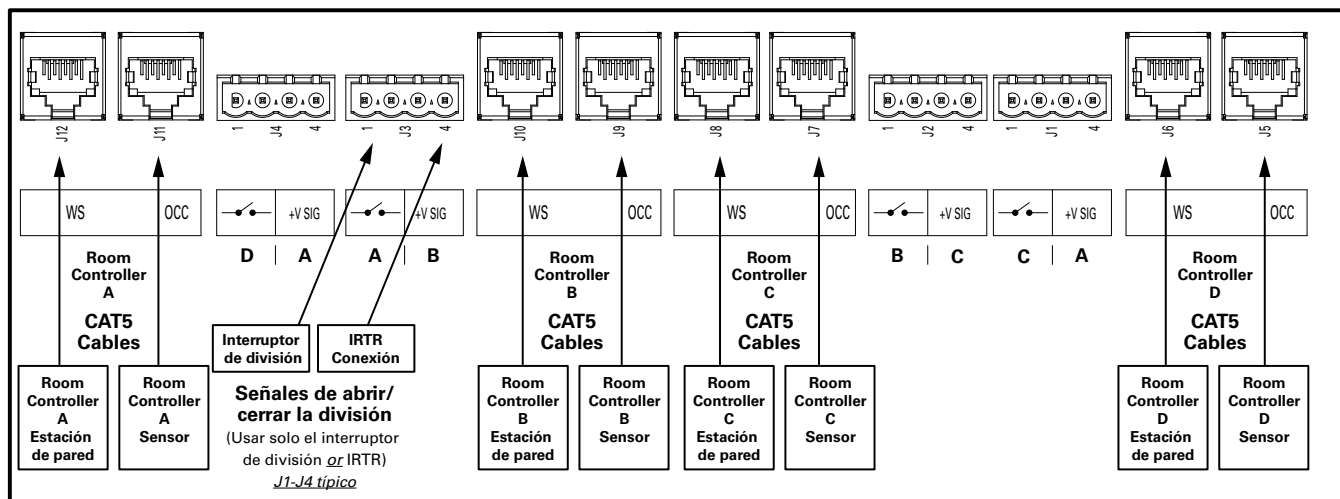 J12
J11
1 J4 4
1 J3 4
J10
J9
J8
J7
1 J2 4
1 J1 4
J6
J5
WS OCC
+V SIG
+V SIG
WS OCC
WS OCC
+V SIG
+V SIG
WS OCC
D | A
A | B
B | C
C | A
Room
Controller
A
CAT5
Cables
Room
Controller
B
CAT5
Cables
Room
Controller
C
CAT5
Cables
Room
Controller
D
CAT5
Cables
Interruptor
de división
IRTR
Conexión
Room
Controller
A
Estación
de pared
Room
Controller
A
Sensor
Señales de abrir/
cerrar la división
(Usar solo el interruptor
de división or IRTR)
J1-J4 típico
Room
Controller
B
Estación
de pared
Room
Controller
B
Sensor
Room
Controller
C
Estación
de pared
Room
Controller
C
Sensor
Room
Controller
D
Estación
de pared
Room
Controller
D
Sensor